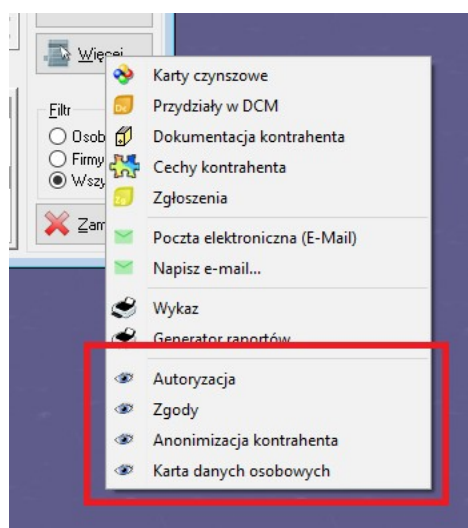 Więcej
Karty czynszowe
Przydziały w DCM
Dokumentacja kontrahenta
Cechy kontrahenta
Zgłoszenia
Poczta elektroniczna (E-Mail)
Napisz e-mail...
Wykaz
Generator raportów
Autoryzacja
Zgody
Anonimizacja kontrahenta
Karta danych osobowych
Filtr
Osob
Firmy
Wszy
Zam